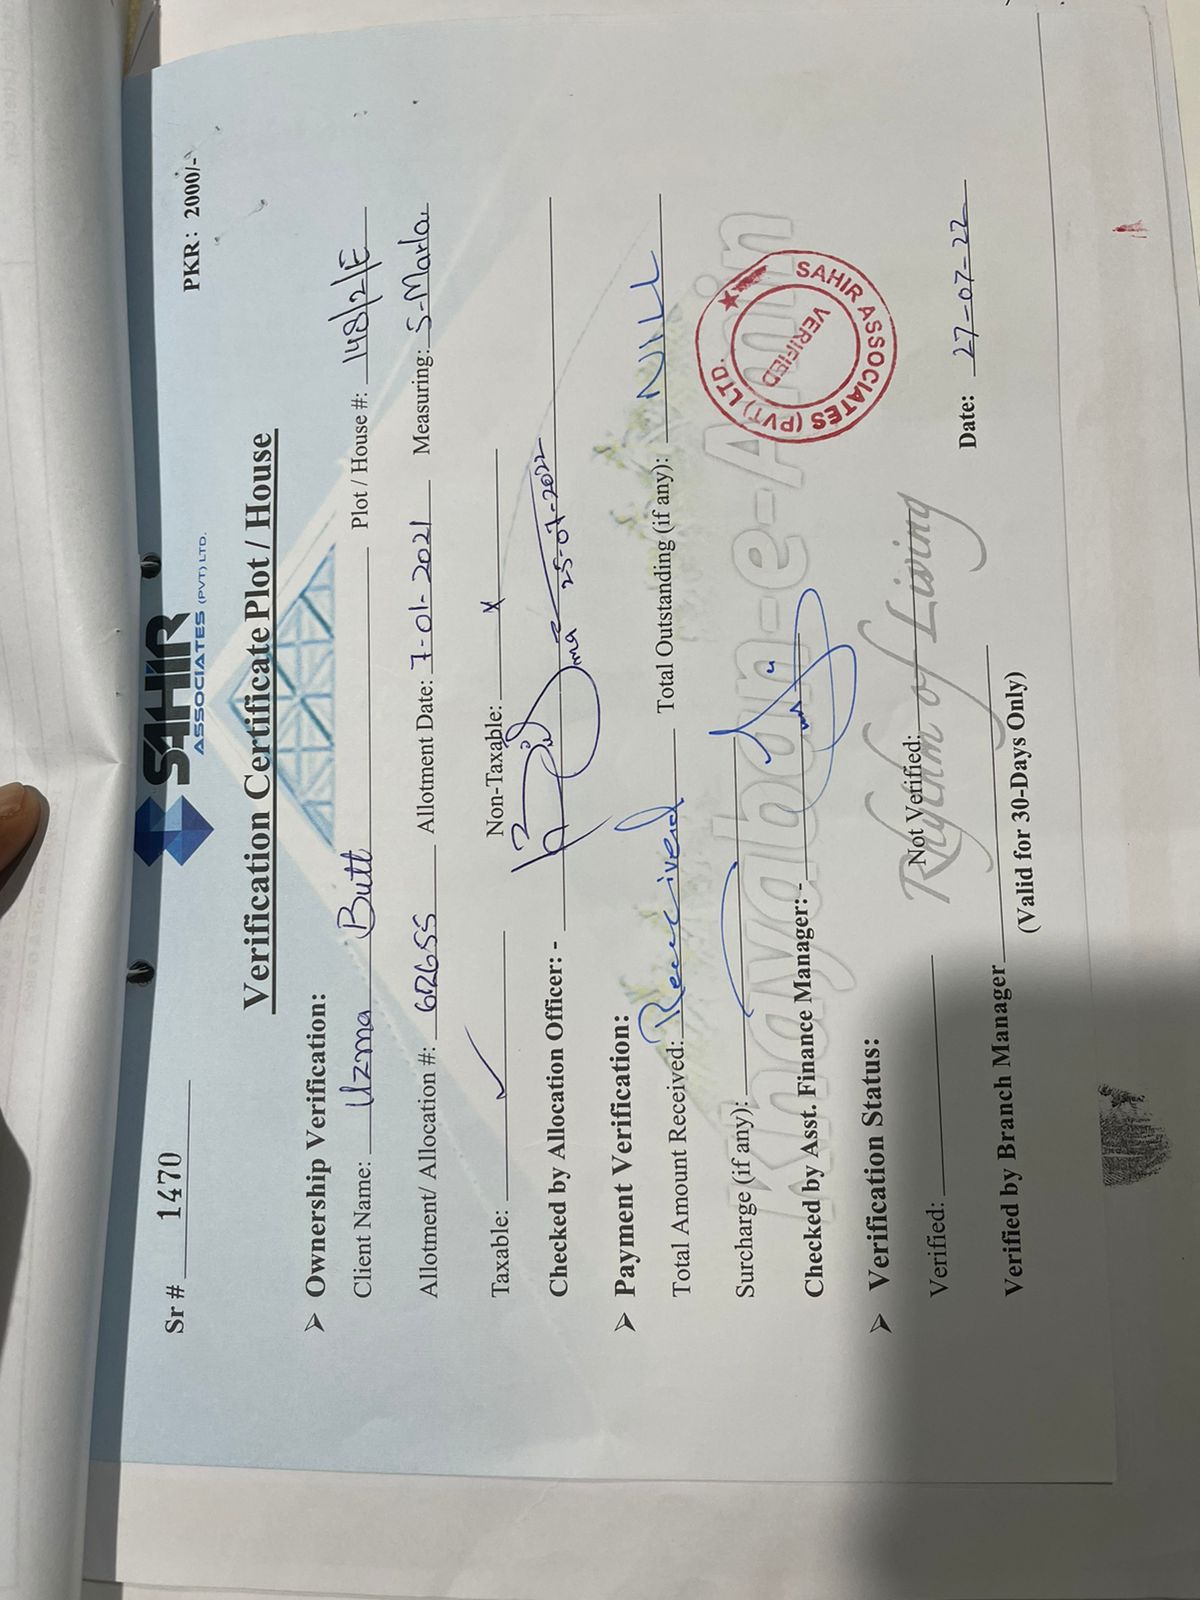 Sr # 1470
SAHIR
ASSOCIATES (PVT) LTD.
PKR: 2000/-
Verification Certificate Plot / House
➢ Ownership Verification:
Client Name: Uzma Butt Plot / House #: 148/2/E
Allotment/ Allocation #: 62655 Allotment Date: 7-01-2021 Measuring: 5-Marla
Taxable: ✓ Non-Taxable: x
Checked by Allocation Officer: - 25-07-2022
➢ Payment Verification:
Total Amount Received: Received Total Outstanding (if any): NILL
Surcharge (if any):
Checked by Asst. Finance Manager: -
Khayaban-e-Amin
SAHIR ASSOCIATES (PVT) LTD.
VERIFIED
➢ Verification Status:
Verified: Not Verified: Date: 27-07-22
Rhythm of Living
Verified by Branch Manager
(Valid for 30-Days Only)